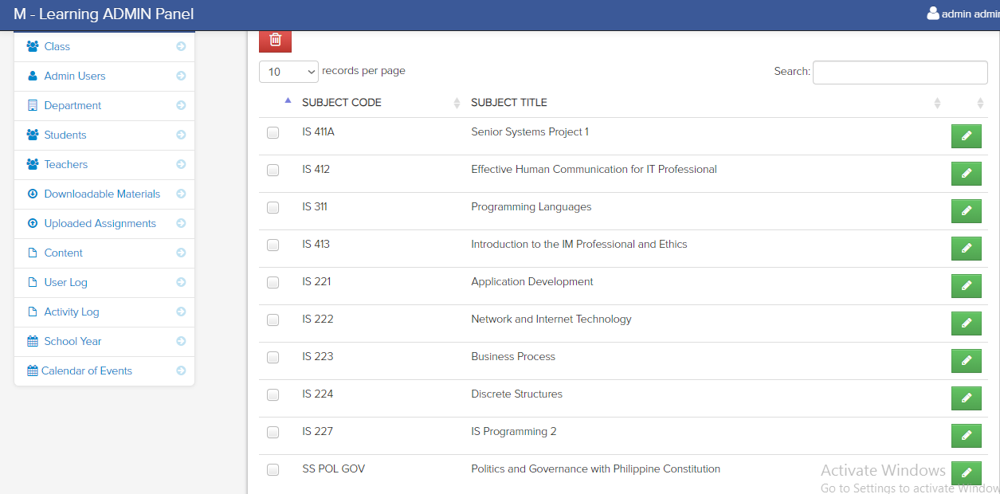 M - Learning ADMIN Panel
admin admin
Class
Admin Users
Department
Students
Teachers
Downloadable Materials
Uploaded Assignments
Content
User Log
Activity Log
School Year
Calendar of Events
10 records per page
Search:
SUBJECT CODE SUBJECT TITLE
IS 411A Senior Systems Project 1
IS 412 Effective Human Communication for IT Professional
IS 311 Programming Languages
IS 413 Introduction to the IM Professional and Ethics
IS 221 Application Development
IS 222 Network and Internet Technology
IS 223 Business Process
IS 224 Discrete Structures
IS 227 IS Programming 2
SS POL GOV Politics and Governance with Philippine Constitution
Activate Windows
Go to Settings to activate Window